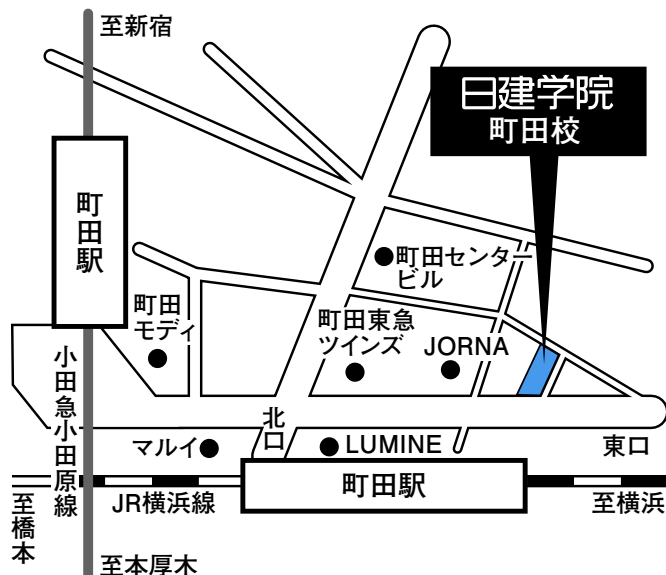 至新宿
日建学院
町田校
町田駅
町田センター
ビル
町田
モディ
町田東急
ツインズ
JORNA
小田急小田原線
北口
マルイ
LUMINE
東口
町田駅
至橋本
JR横浜線
至横浜
至本厚木